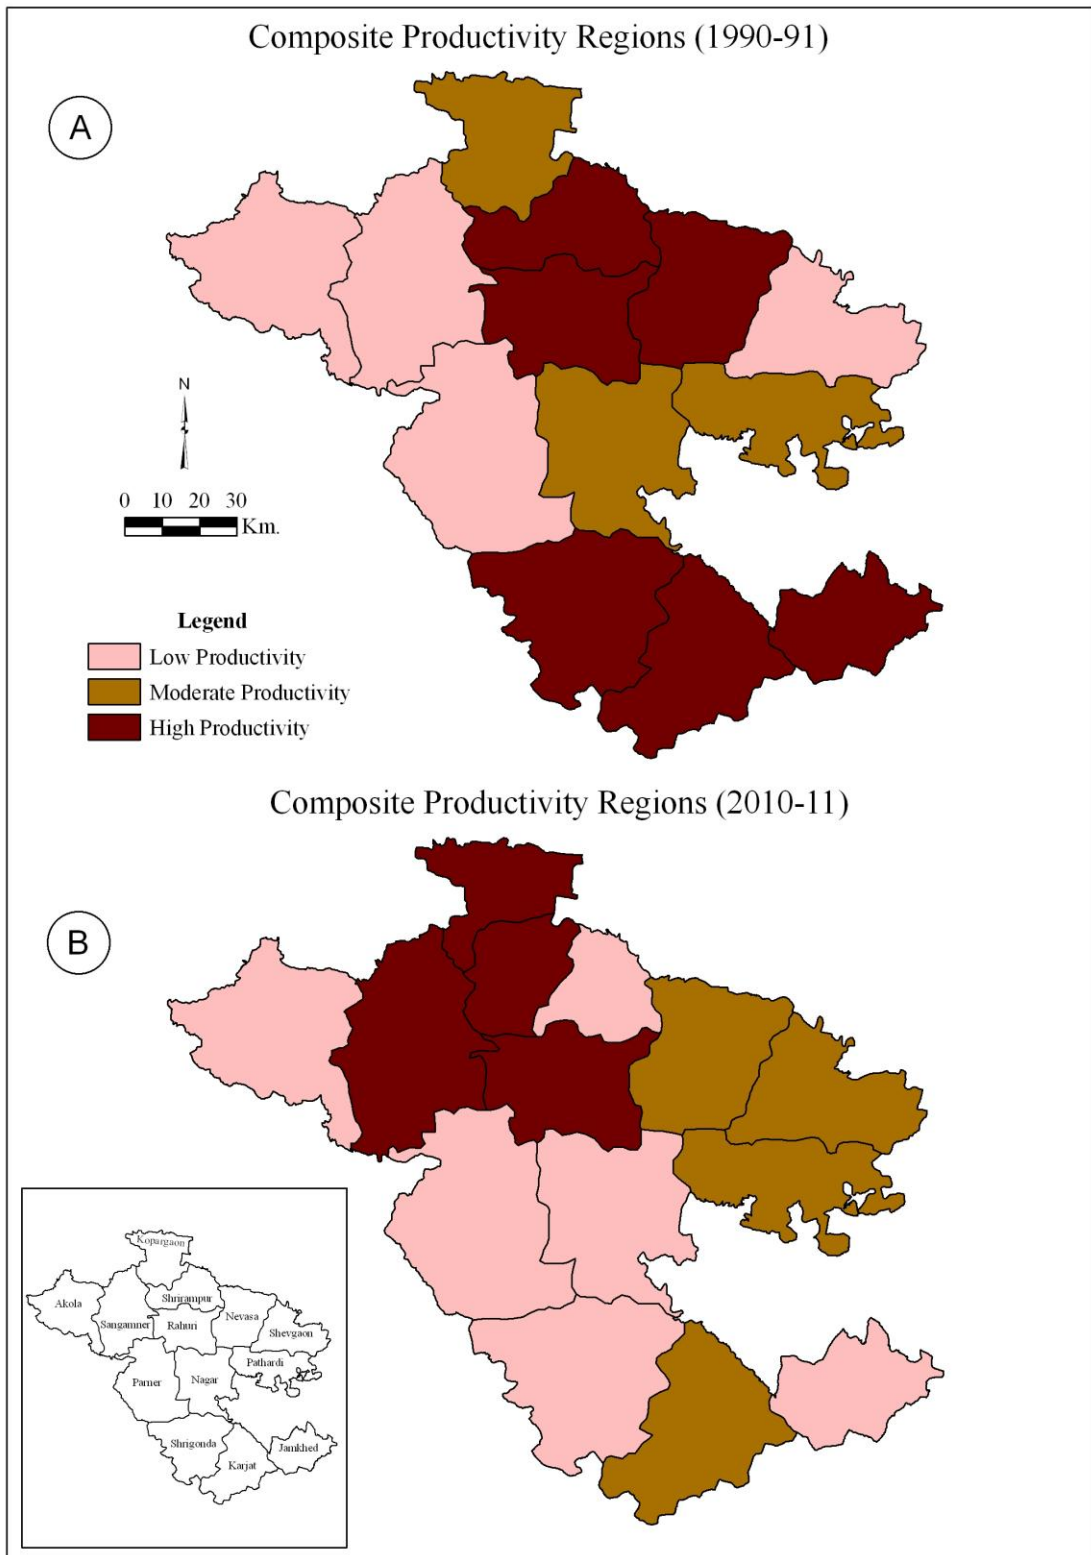 Composite Productivity Regions (1990-91)
A
N
0 10 20 30
Km.
Legend
Low Productivity
Moderate Productivity
High Productivity
Composite Productivity Regions (2010-11)
B
Kopargaon
Akola
Shrirampur
Sangamner
Rahuri
Nevasa
Shevgaon
Pathardi
Parner
Nagar
Shrigonda
Karjat
Jamkhed